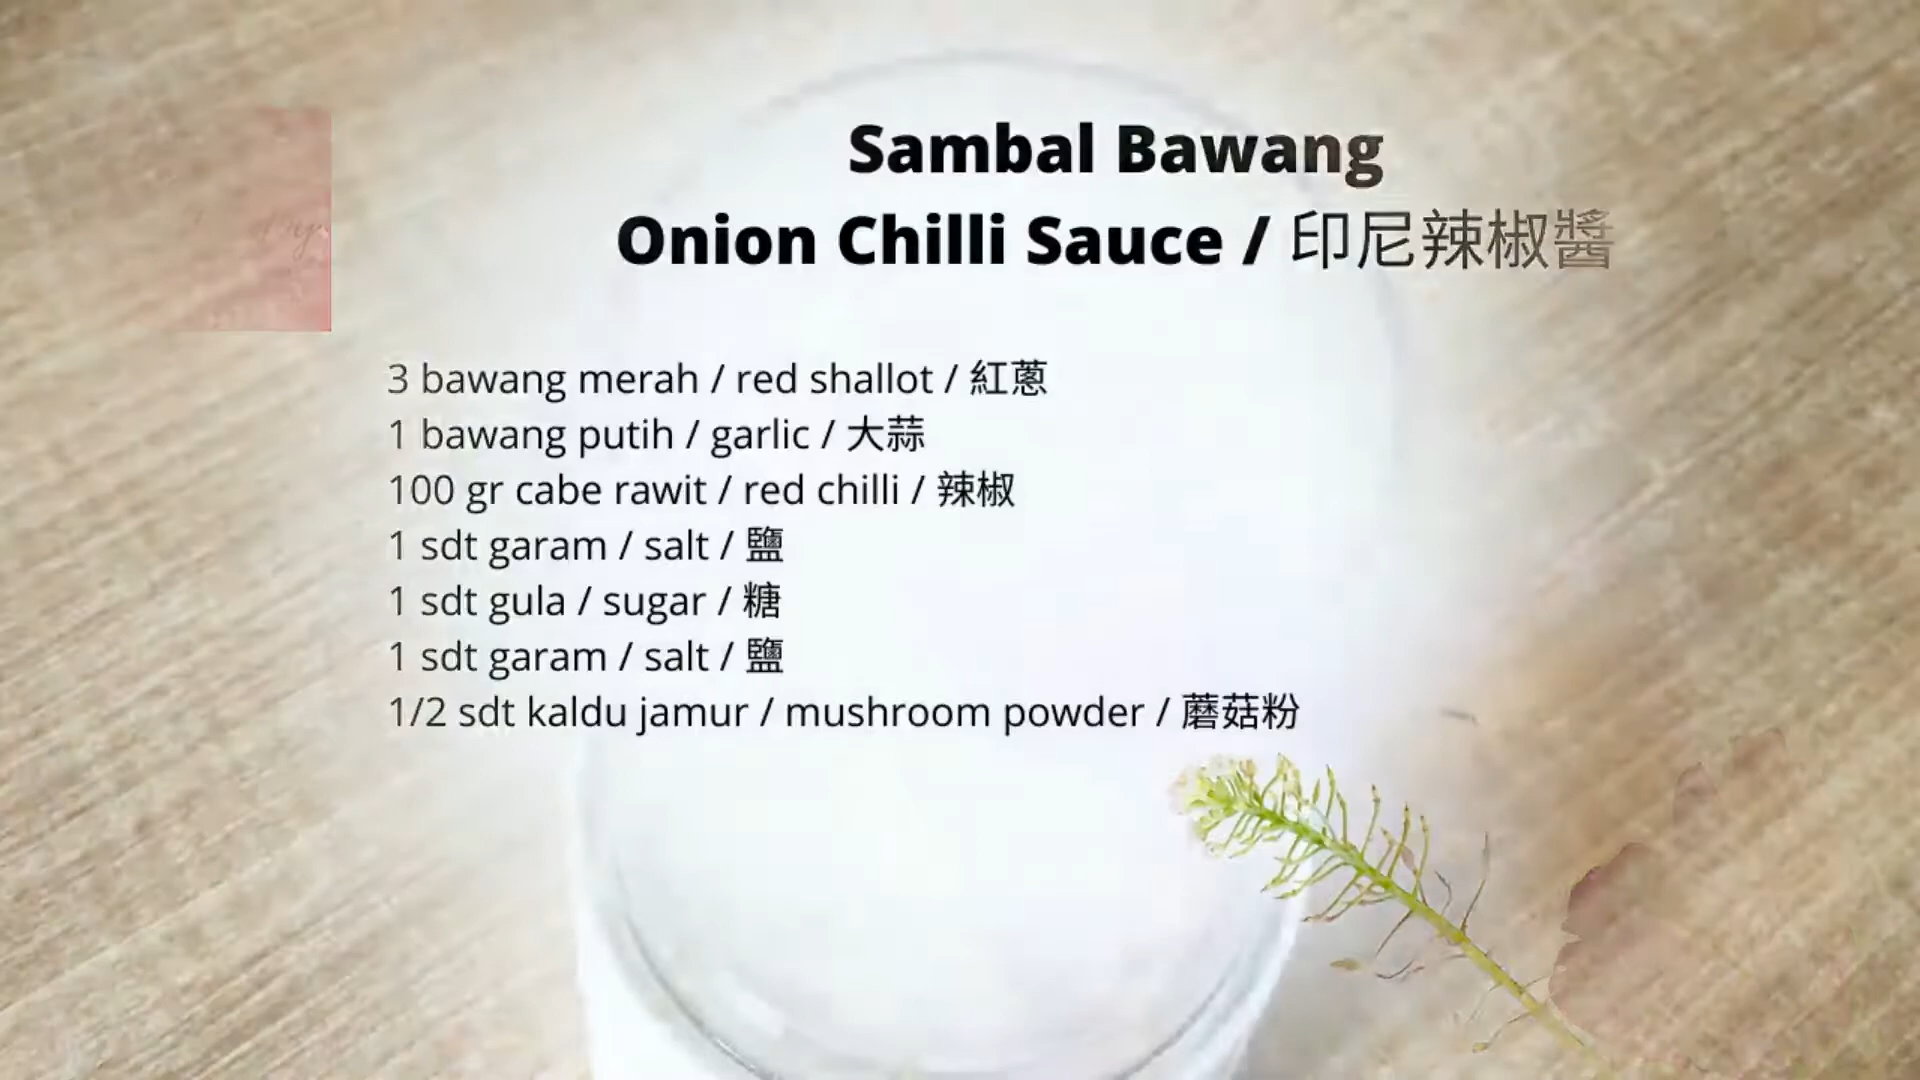 Sambal Bawang
Onion Chilli Sauce / 印尼辣椒醬
3 bawang merah / red shallot / 紅蔥
1 bawang putih / garlic / 大蒜
100 gr cabe rawit / red chilli / 辣椒
1 sdt garam / salt / 鹽
1 sdt gula / sugar / 糖
1 sdt garam / salt / 鹽
1/2 sdt kaldu jamur / mushroom powder / 蘑菇粉